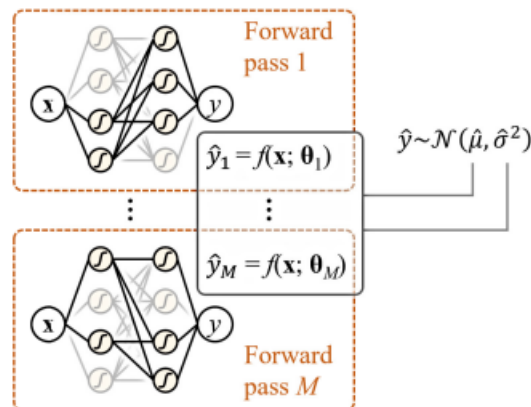 Forward
pass 1
x
y
ŷ₁ = f(x; θ₁)
ŷ~𝒩(μ̂, σ̂²)
⋮
⋮
ŷ_M = f(x; θ_M)
x
y
Forward
pass M